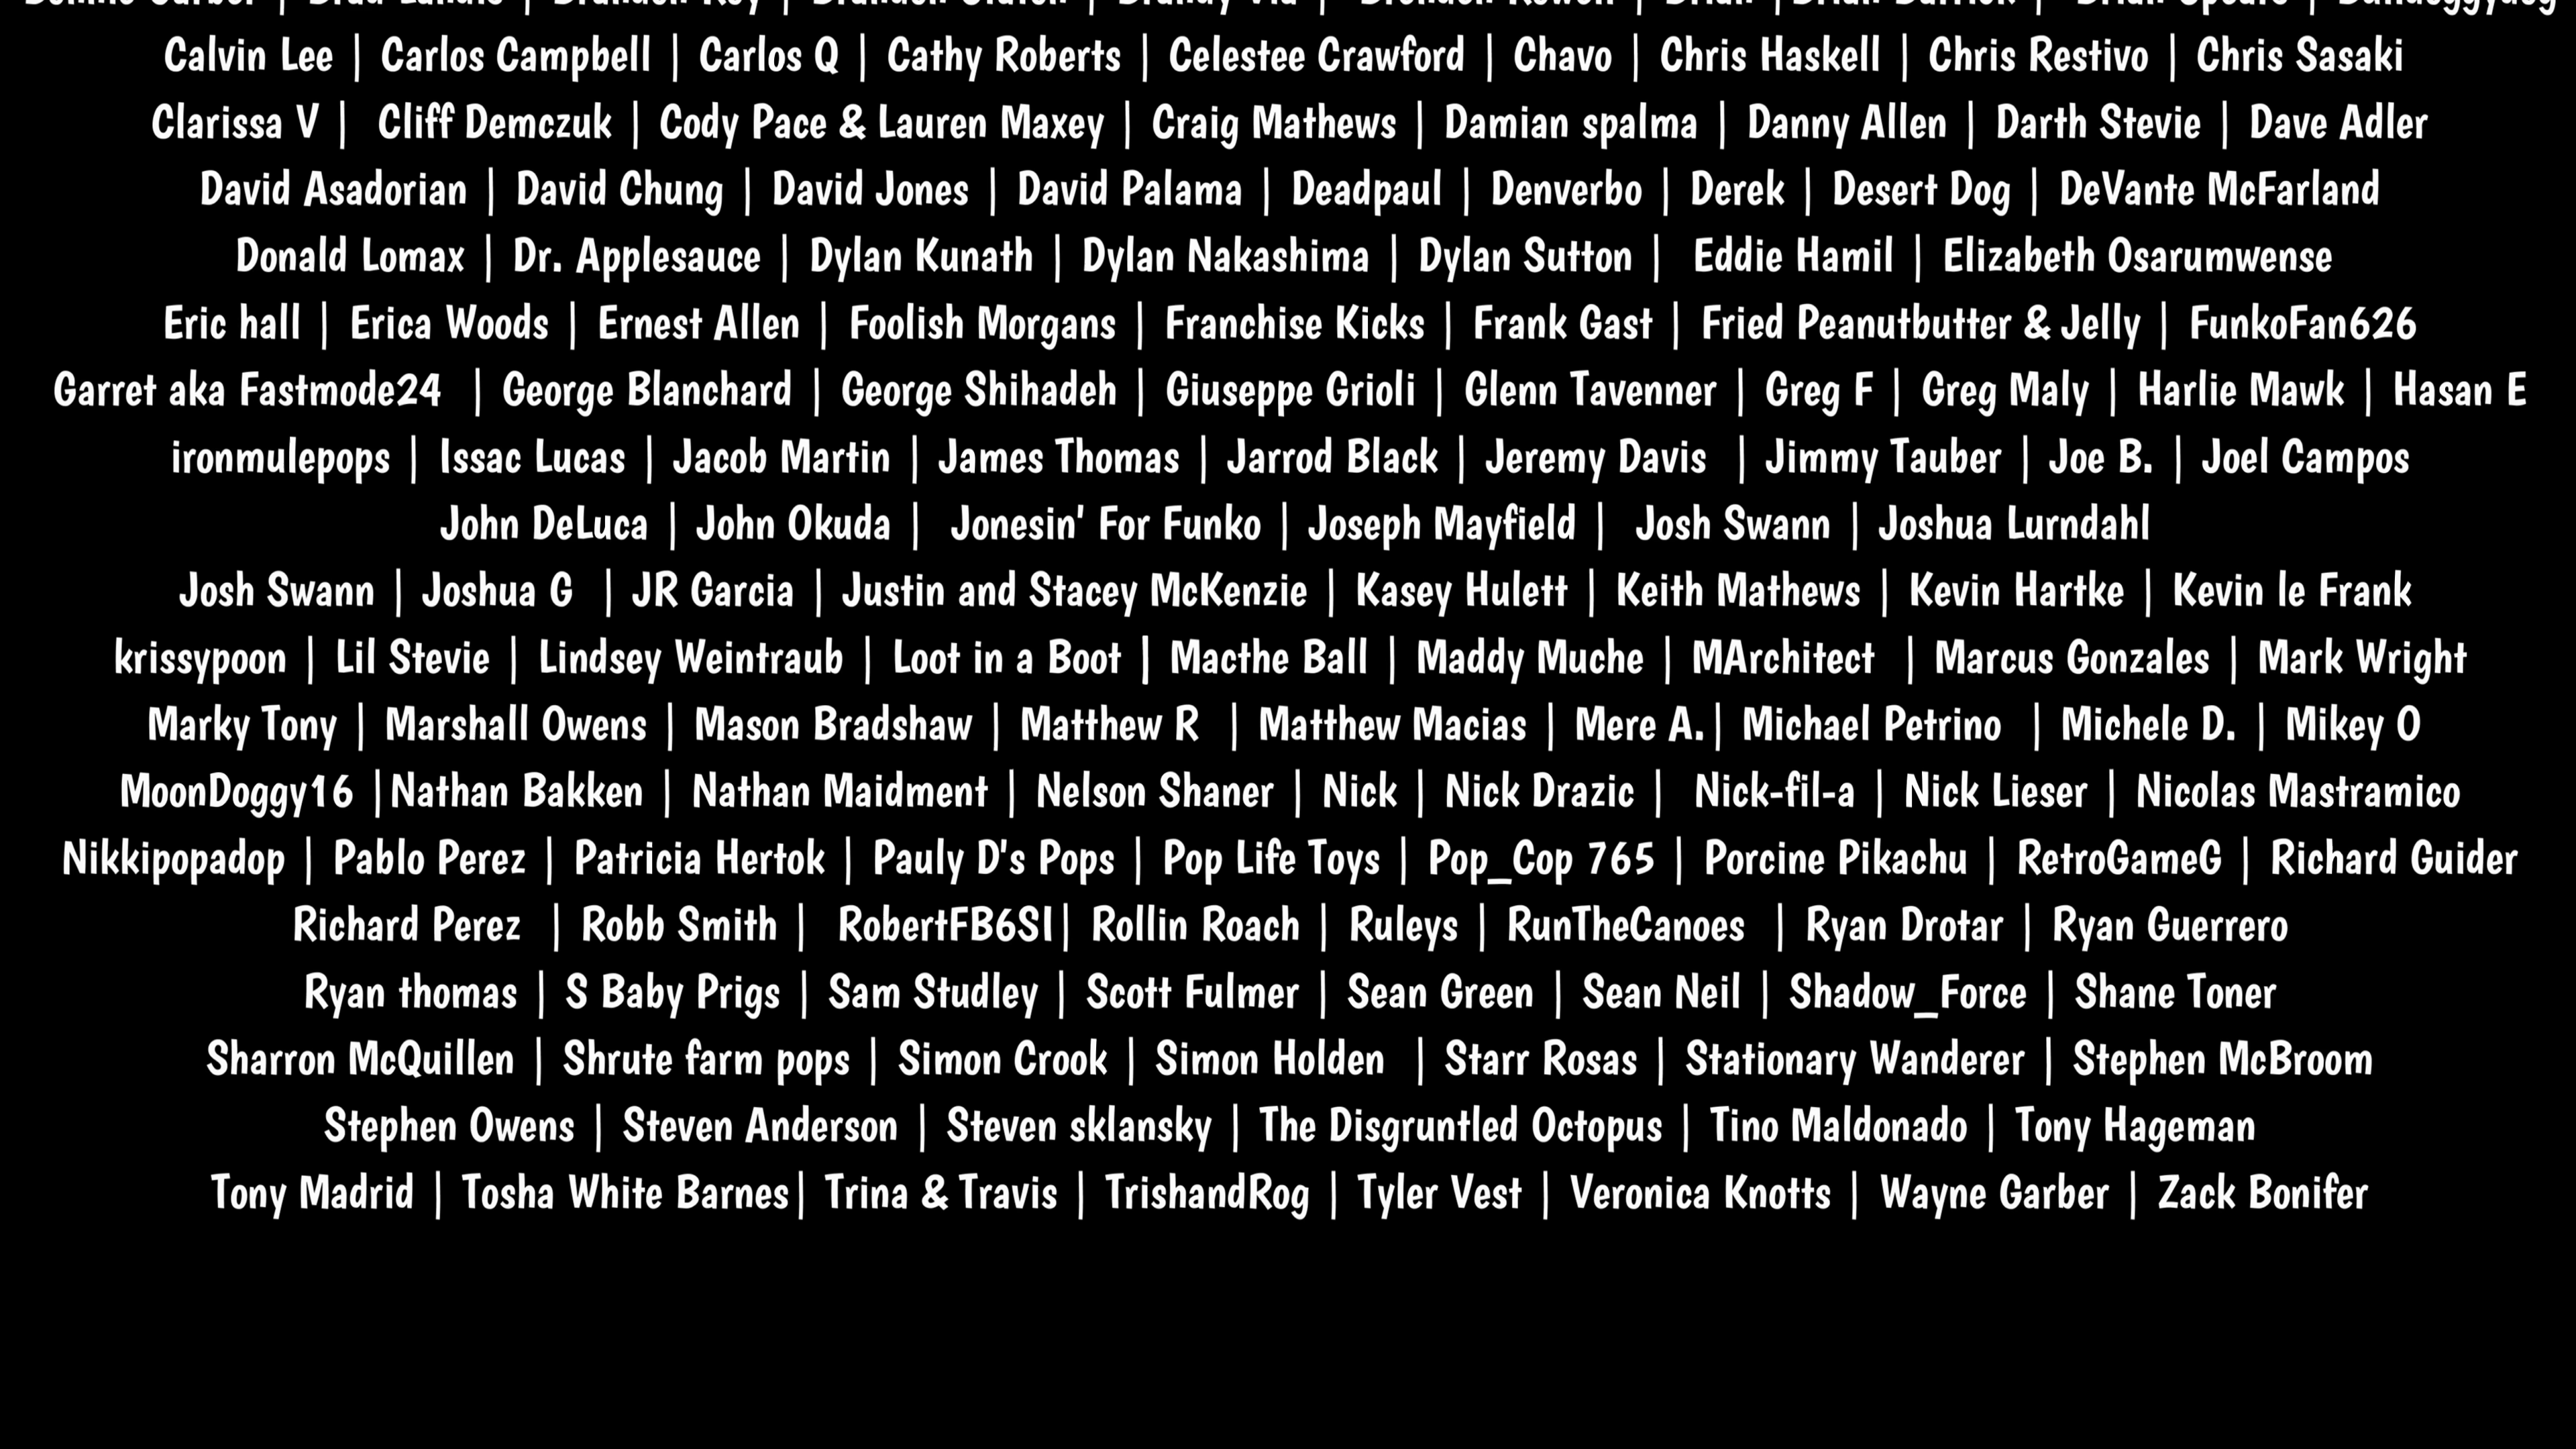 Calvin Lee | Carlos Campbell | Carlos Q | Cathy Roberts | Celestee Crawford | Chavo | Chris Haskell | Chris Restivo | Chris Sasaki
Clarissa V | Cliff Demczuk | Cody Pace & Lauren Maxey | Craig Mathews | Damian spalma | Danny Allen | Darth Stevie | Dave Adler
David Asadorian | David Chung | David Jones | David Palama | Deadpaul | Denverbo | Derek | Desert Dog | DeVante McFarland
Donald Lomax | Dr. Applesauce | Dylan Kunath | Dylan Nakashima | Dylan Sutton | Eddie Hamil | Elizabeth Osarumwense
Eric hall | Erica Woods | Ernest Allen | Foolish Morgans | Franchise Kicks | Frank Gast | Fried Peanutbutter & Jelly | FunkoFan626
Garret aka Fastmode24 | George Blanchard | George Shihadeh | Giuseppe Grioli | Glenn Tavenner | Greg F | Greg Maly | Harlie Mawk | Hasan E
ironmulepops | Issac Lucas | Jacob Martin | James Thomas | Jarrod Black | Jeremy Davis | Jimmy Tauber | Joe B. | Joel Campos
John DeLuca | John Okuda | Jonesin' For Funko | Joseph Mayfield | Josh Swann | Joshua Lurndahl
Josh Swann | Joshua G | JR Garcia | Justin and Stacey McKenzie | Kasey Hulett | Keith Mathews | Kevin Hartke | Kevin le Frank
krissypoon | Lil Stevie | Lindsey Weintraub | Loot in a Boot | Macthe Ball | Maddy Muche | MArchitect | Marcus Gonzales | Mark Wright
Marky Tony | Marshall Owens | Mason Bradshaw | Matthew R | Matthew Macias | Mere A. | Michael Petrino | Michele D. | Mikey O
MoonDoggy16 |Nathan Bakken | Nathan Maidment | Nelson Shaner | Nick | Nick Drazic | Nick-fil-a | Nick Lieser | Nicolas Mastramico
Nikkipopadop | Pablo Perez | Patricia Hertok | Pauly D's Pops | Pop Life Toys | Pop_Cop 765 | Porcine Pikachu | RetroGameG | Richard Guider
Richard Perez | Robb Smith | RobertFB6SI| Rollin Roach | Ruleys | RunTheCanoes | Ryan Drotar | Ryan Guerrero
Ryan thomas | S Baby Prigs | Sam Studley | Scott Fulmer | Sean Green | Sean Neil | Shadow_Force | Shane Toner
Sharron McQuillen | Shrute farm pops | Simon Crook | Simon Holden | Starr Rosas | Stationary Wanderer | Stephen McBroom
Stephen Owens | Steven Anderson | Steven sklansky | The Disgruntled Octopus | Tino Maldonado | Tony Hageman
Tony Madrid | Tosha White Barnes| Trina & Travis | TrishandRog | Tyler Vest | Veronica Knotts | Wayne Garber | Zack Bonifer